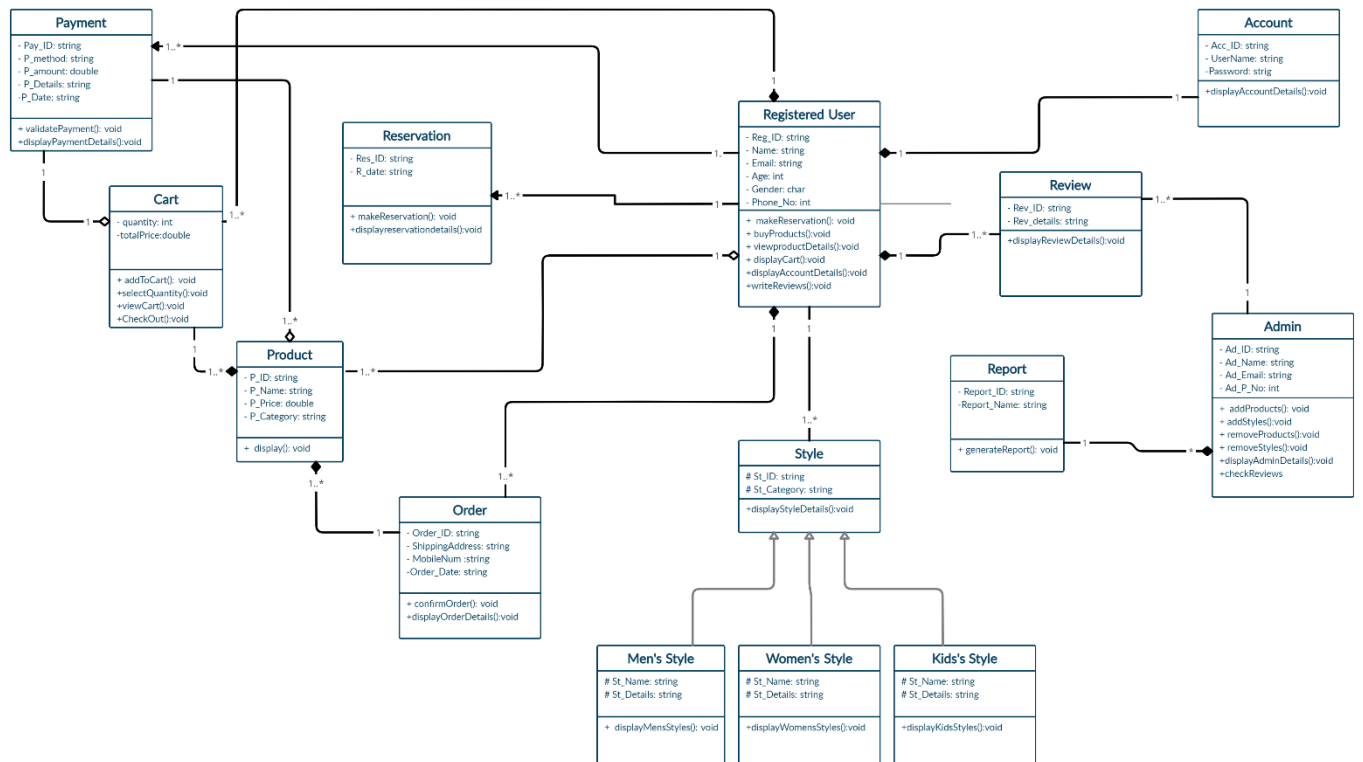 Payment
- Pay_ID: string
- P_method: string
- P_amount: double
- P_Details: string
-P_Date; string
+ validatePayment(): void
+displayPaymentDetails():void
Cart
- quantity: int
-totalPrice:double
+ addToCart(): void
+selectQuantity():void
+viewCart():void
+CheckOut():void
Product
- P_ID: string
- P_Name: string
- P_Price: double
- P_Category: string
+ display(): void
Reservation
- Res_ID: string
- R_date: string
+ makeReservation(): void
+displayreservationdetails():void
Order
- Order_ID: string
- ShippingAddress: string
- MobileNum :string
-Order_Date: string
+ confirmOrder(): void
+displayOrderDetails():void
Registered User
- Reg_ID: string
- Name: string
- Email: string
- Age: int
- Gender: char
- Phone_No: int
+ makeReservation(): void
+ buyProducts():void
+ viewproductDetails():void
+ displayCart():void
+displayAccountDetails():void
+writeReviews():void
Account
- Acc_ID: string
- UserName: string
-Password: strig
+displayAccountDetails():void
Review
- Rev_ID: string
- Rev_details: string
+displayReviewDetails():void
Admin
- Ad_ID: string
- Ad_Name: string
- Ad_Email: string
- Ad_P_No: int
+ addProducts(): void
+ addStyles():void
+ removeProducts():void
+ removeStyles():void
+displayAdminDetails():void
+checkReviews
Report
- Report_ID: string
-Report_Name: string
+ generateReport(): void
Style
# St_ID: string
# St_Category: string
+displayStyleDetails():void
Men's Style
# St_Name: string
# St_Details: string
+ displayMensStyles(): void
Women's Style
# St_Name: string
# St_Details: string
+displayWomensStyles():void
Kids's Style
# St_Name: string
# St_Details: string
+displayKidsStyles():void
1..*
1
1
1..*
1
1..*
1.
1..*
1
1
1..*
1
1..*
1
1..*
1
1..*
1
1
1..*
1
1
1
1..*
1..*
1
1
*
1
1..*